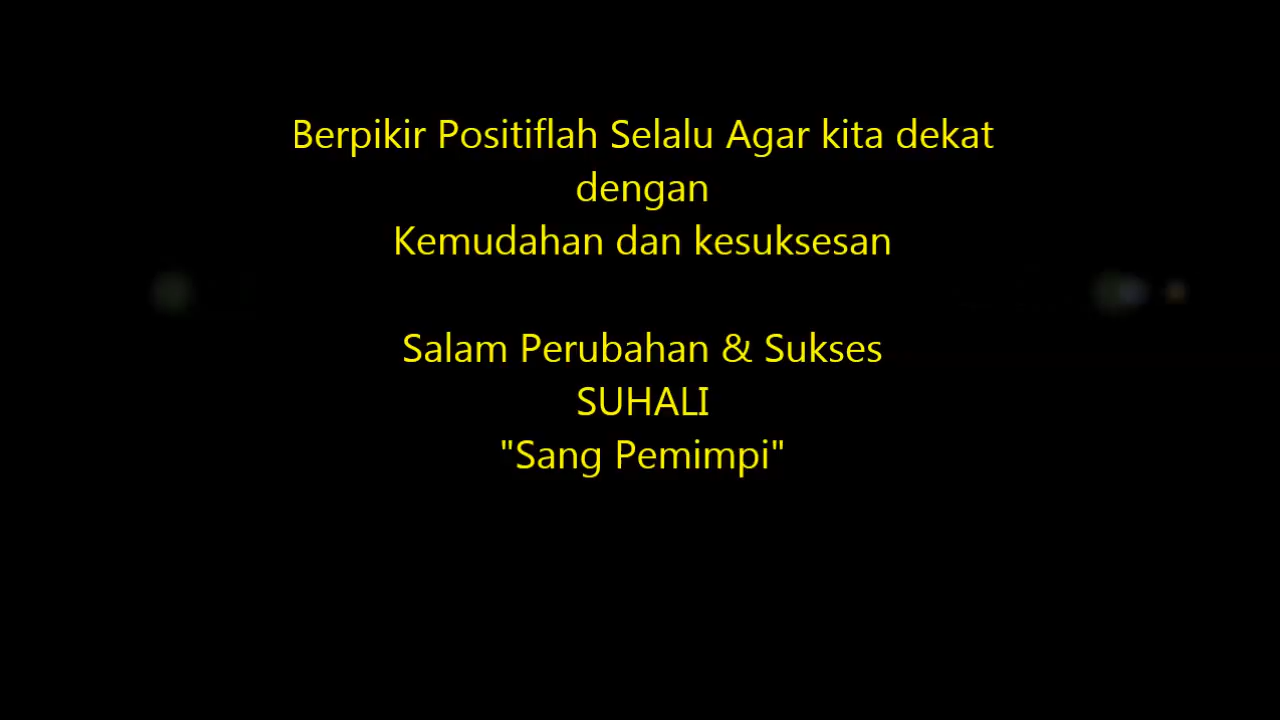 Berpikir Positiflah Selalu Agar kita dekat
dengan
Kemudahan dan kesuksesan
Salam Perubahan & Sukses
SUHALI
"Sang Pemimpi"